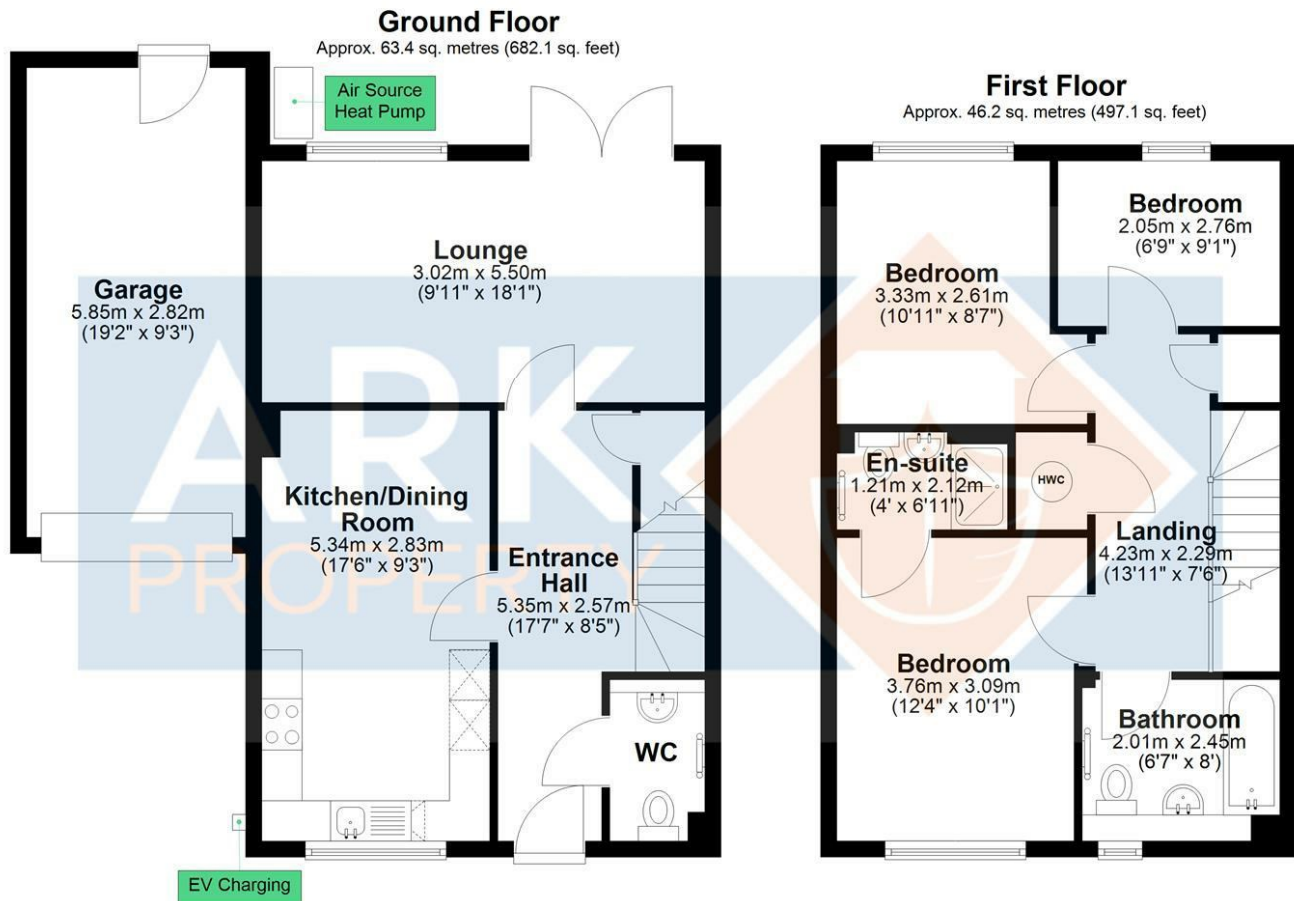 Ground Floor
Approx. 63.4 sq. metres (682.1 sq. feet)
Air Source
Heat Pump
Garage
5.85m x 2.82m
(19'2" x 9'3")
Lounge
3.02m x 5.50m
(9'11" x 18'1")
Kitchen/Dining
Room
5.34m x 2.83m
(17'6" x 9'3")
Entrance
Hall
5.35m x 2.57m
(17'7" x 8'5")
WC
EV Charging
First Floor
Approx. 46.2 sq. metres (497.1 sq. feet)
Bedroom
3.33m x 2.61m
(10'11" x 8'7")
Bedroom
2.05m x 2.76m
(6'9" x 9'1")
En-suite
1.21m x 2.12m
(4' x 6'11")
HWC
Landing
4.23m x 2.29m
(13'11" x 7'6")
Bedroom
3.76m x 3.09m
(12'4" x 10'1")
Bathroom
2.01m x 2.45m
(6'7" x 8')
ARK
PROPERTY